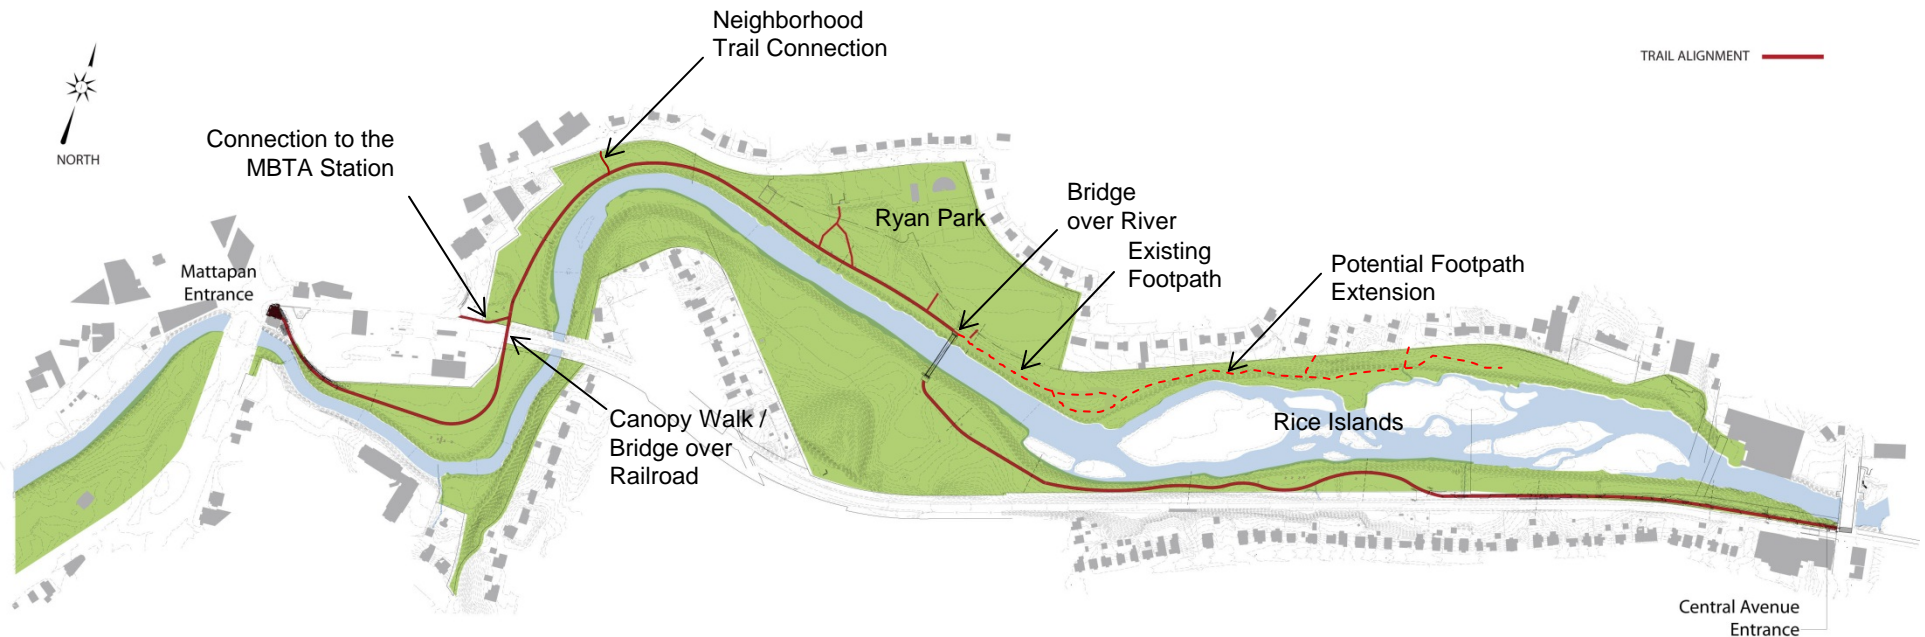 Neighborhood
Trail Connection
TRAIL ALIGNMENT
NORTH
Connection to the
MBTA Station
Mattapan
Entrance
Ryan Park
Bridge
over River
Existing
Footpath
Potential Footpath
Extension
Rice Islands
Canopy Walk /
Bridge over
Railroad
Central Avenue
Entrance